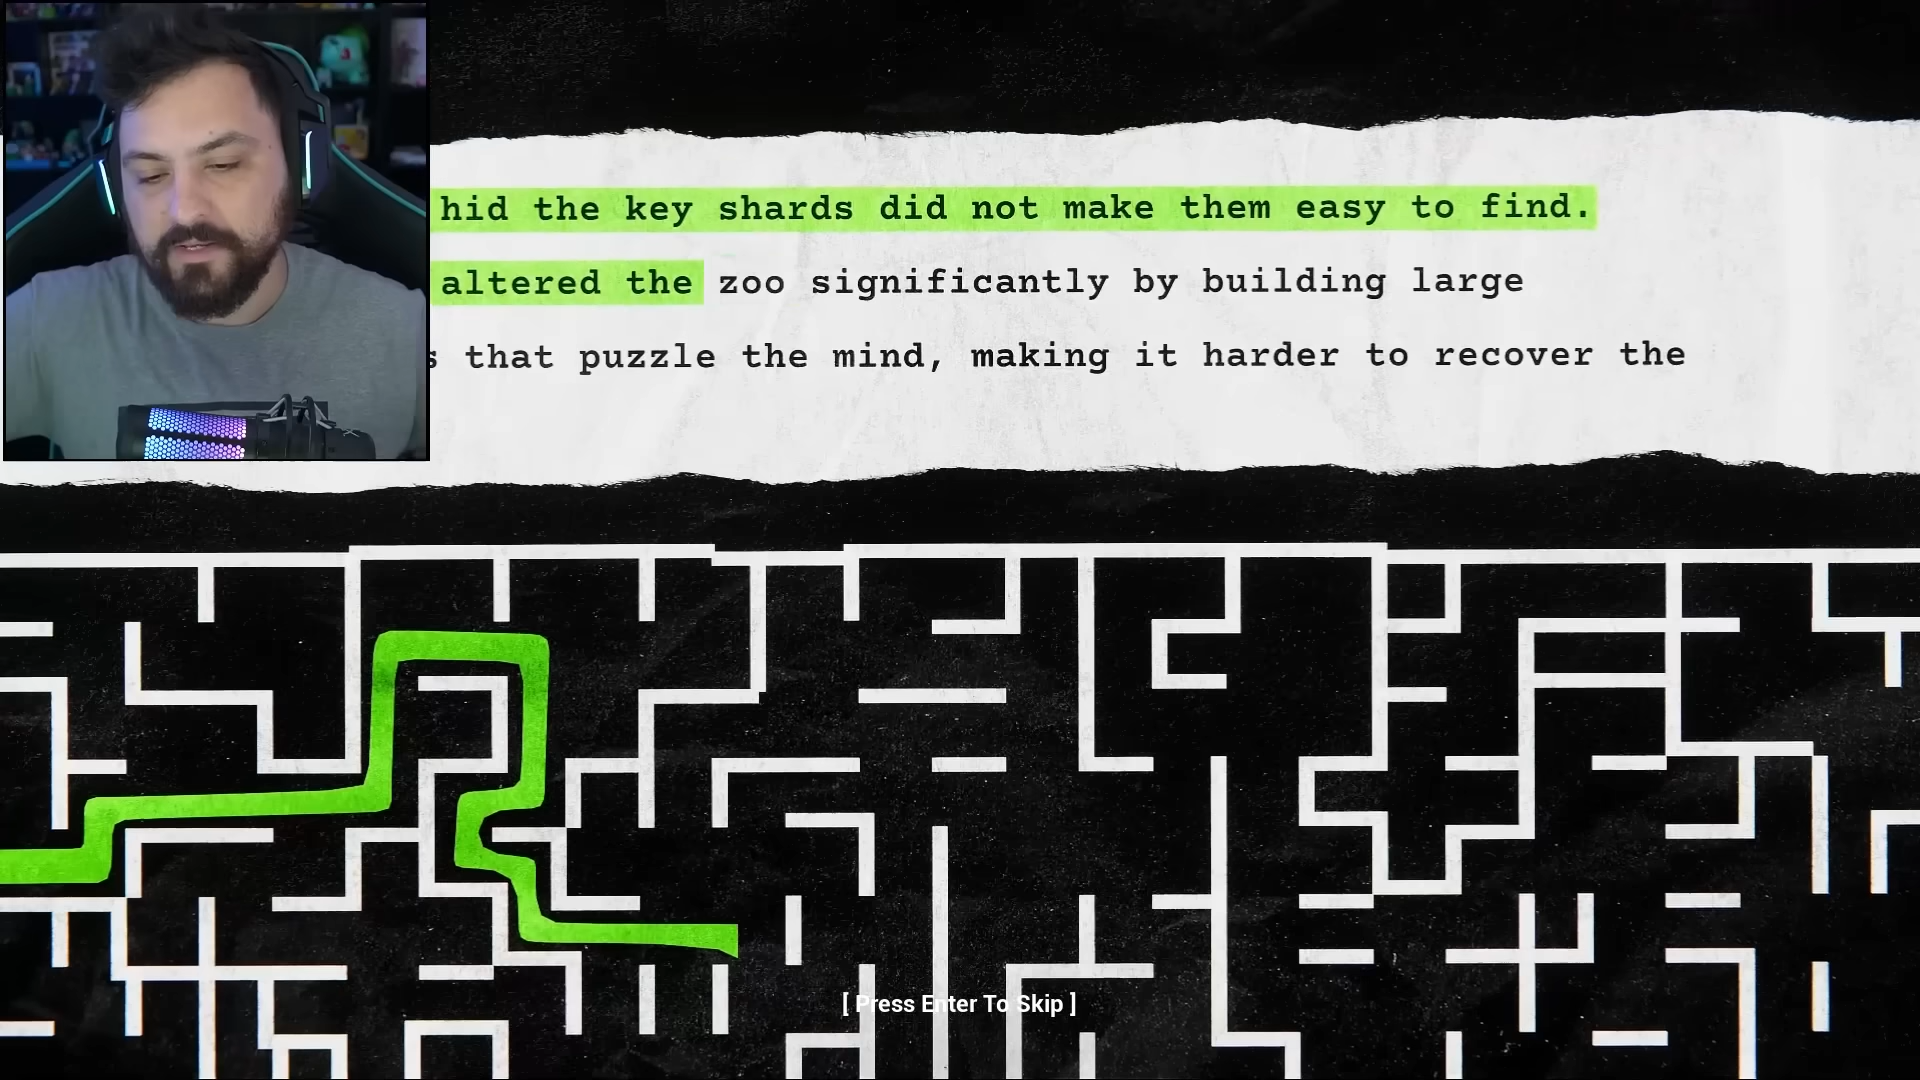 hid the key shards did not make them easy to find.
altered the zoo significantly by building large
that puzzle the mind, making it harder to recover the
[ Press Enter To Skip ]